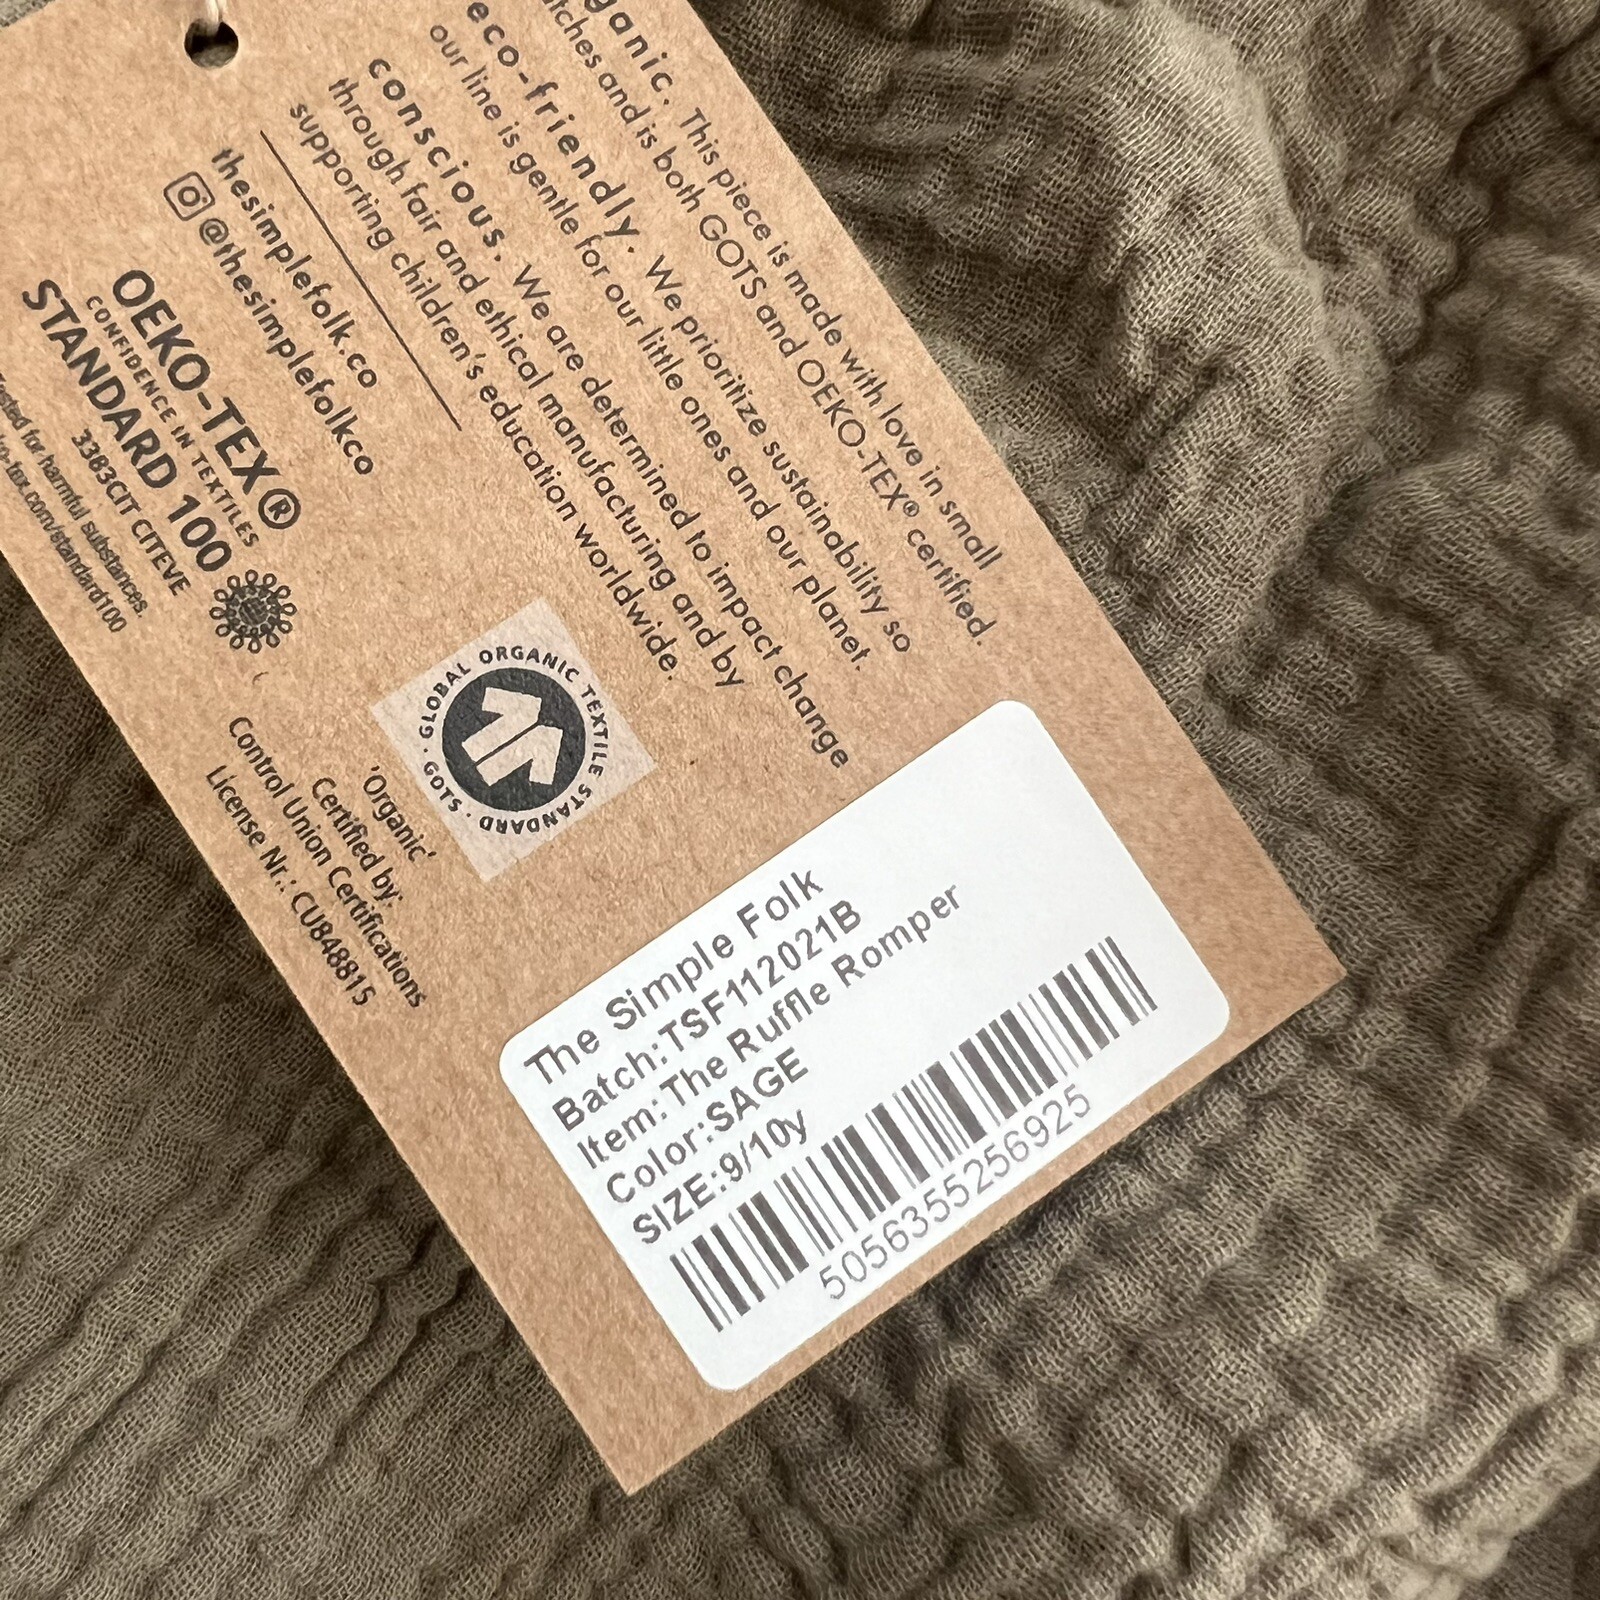 This piece is made with love in small
and is both GOTS and OEKO-TEX® certified.
eco-friendly. We prioritize sustainability so
our line is gentle for our little ones and our planet.
conscious. We are determined to impact change
through fair and ethical manufacturing and by
supporting children's education worldwide.
thesimplefolk.co
@thesimplefolkco
OEKO-TEX®
CONFIDENCE IN TEXTILES
STANDARD 100
3383CIT CITEVE
for harmful substances.
GLOBAL ORGANIC TEXTILE STANDARD · GOTS ·
'Organic'
Certified by:
Control Union Certifications
License Nr.: CU848815
The Simple Folk
Batch:TSF112021B
Item:The Ruffle Romper
Color:SAGE
SIZE:9/10y
5056355256925